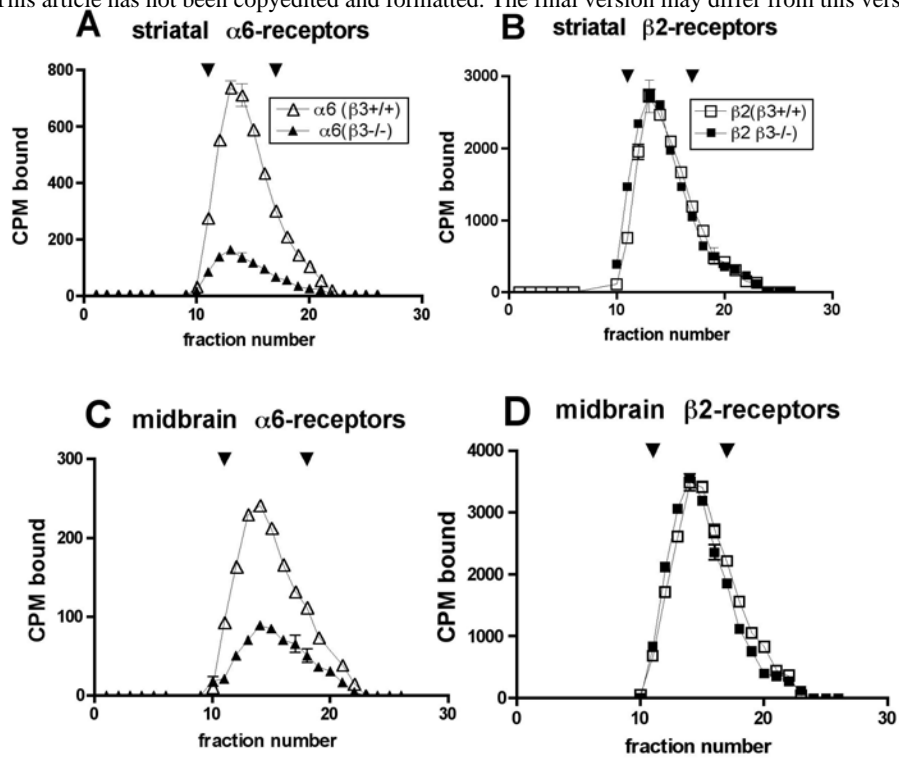 This article has not been copyedited and formatted. The final version may differ from this vers
A striatal α6-receptors
800
600
400
200
0
CPM bound
α6 (β3+/+)
α6(β3-/-)
0 10 20 30
fraction number
B striatal β2-receptors
3000
2000
1000
0
CPM bound
β2(β3+/+)
β2 β3-/-)
0 10 20 30
fraction number
C midbrain α6-receptors
300
200
100
0
CPM bound
0 10 20 30
fraction number
D midbrain β2-receptors
4000
3000
2000
1000
0
CPM bound
0 10 20 30
fraction number